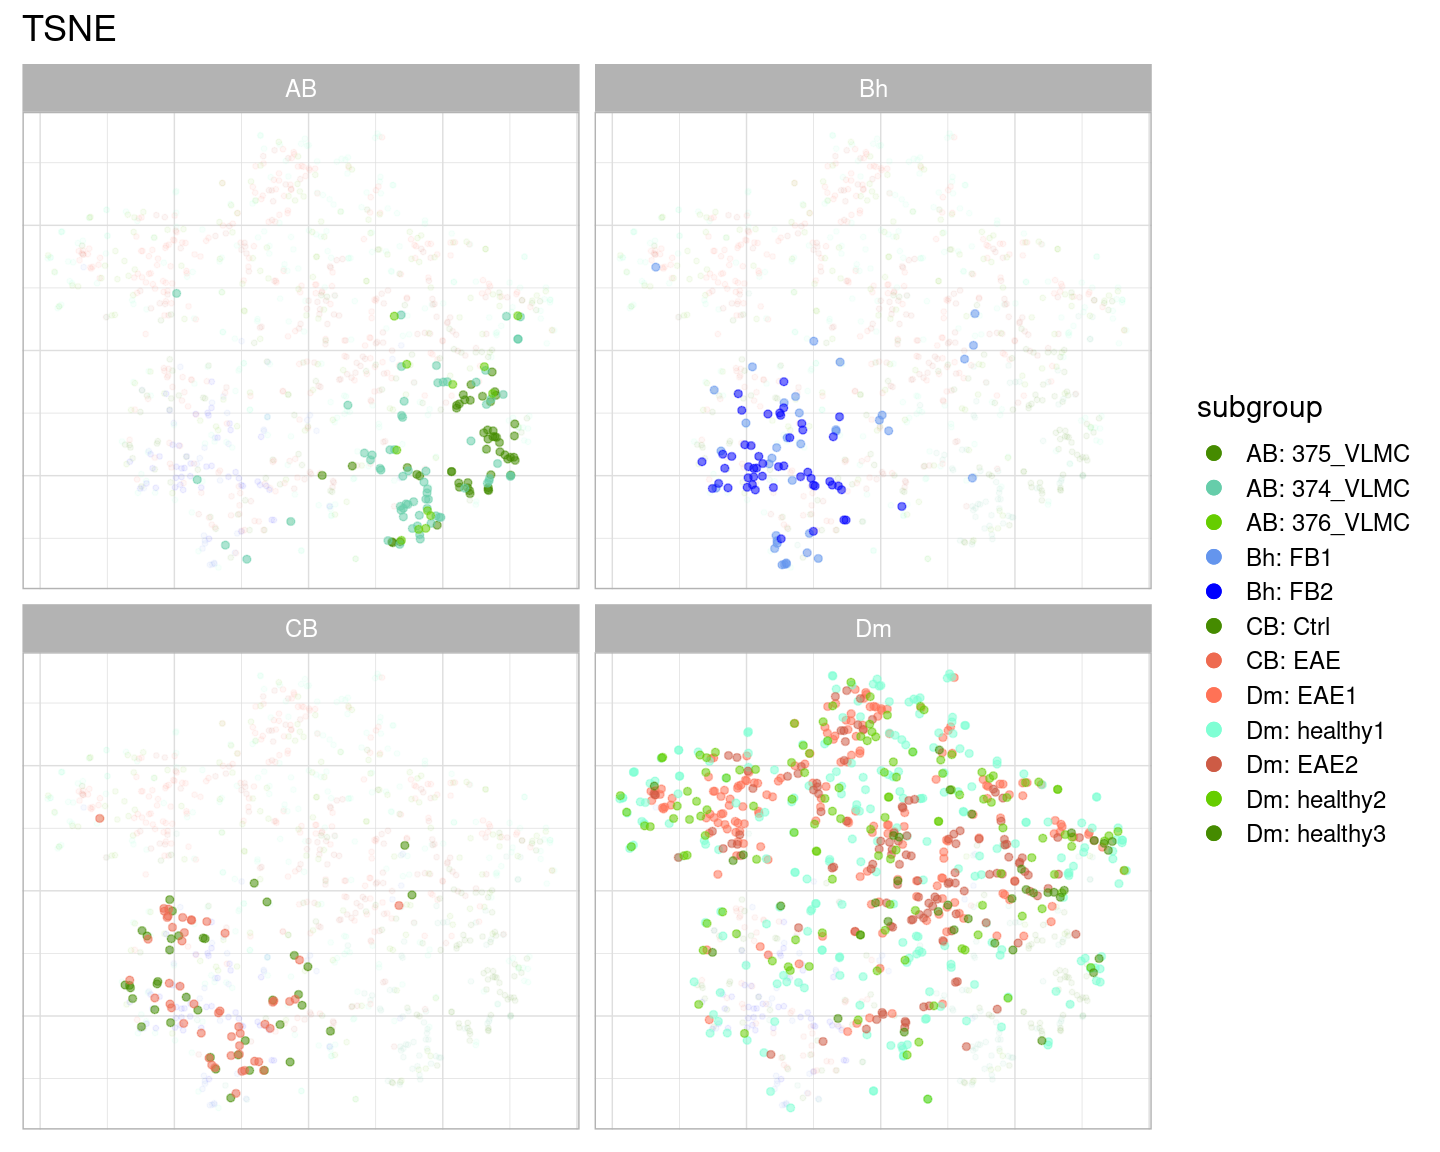 TSNE
AB
Bh
CB
Dm
subgroup
AB: 375_VLMC
AB: 374_VLMC
AB: 376_VLMC
Bh: FB1
Bh: FB2
CB: Ctrl
CB: EAE
Dm: EAE1
Dm: healthy1
Dm: EAE2
Dm: healthy2
Dm: healthy3